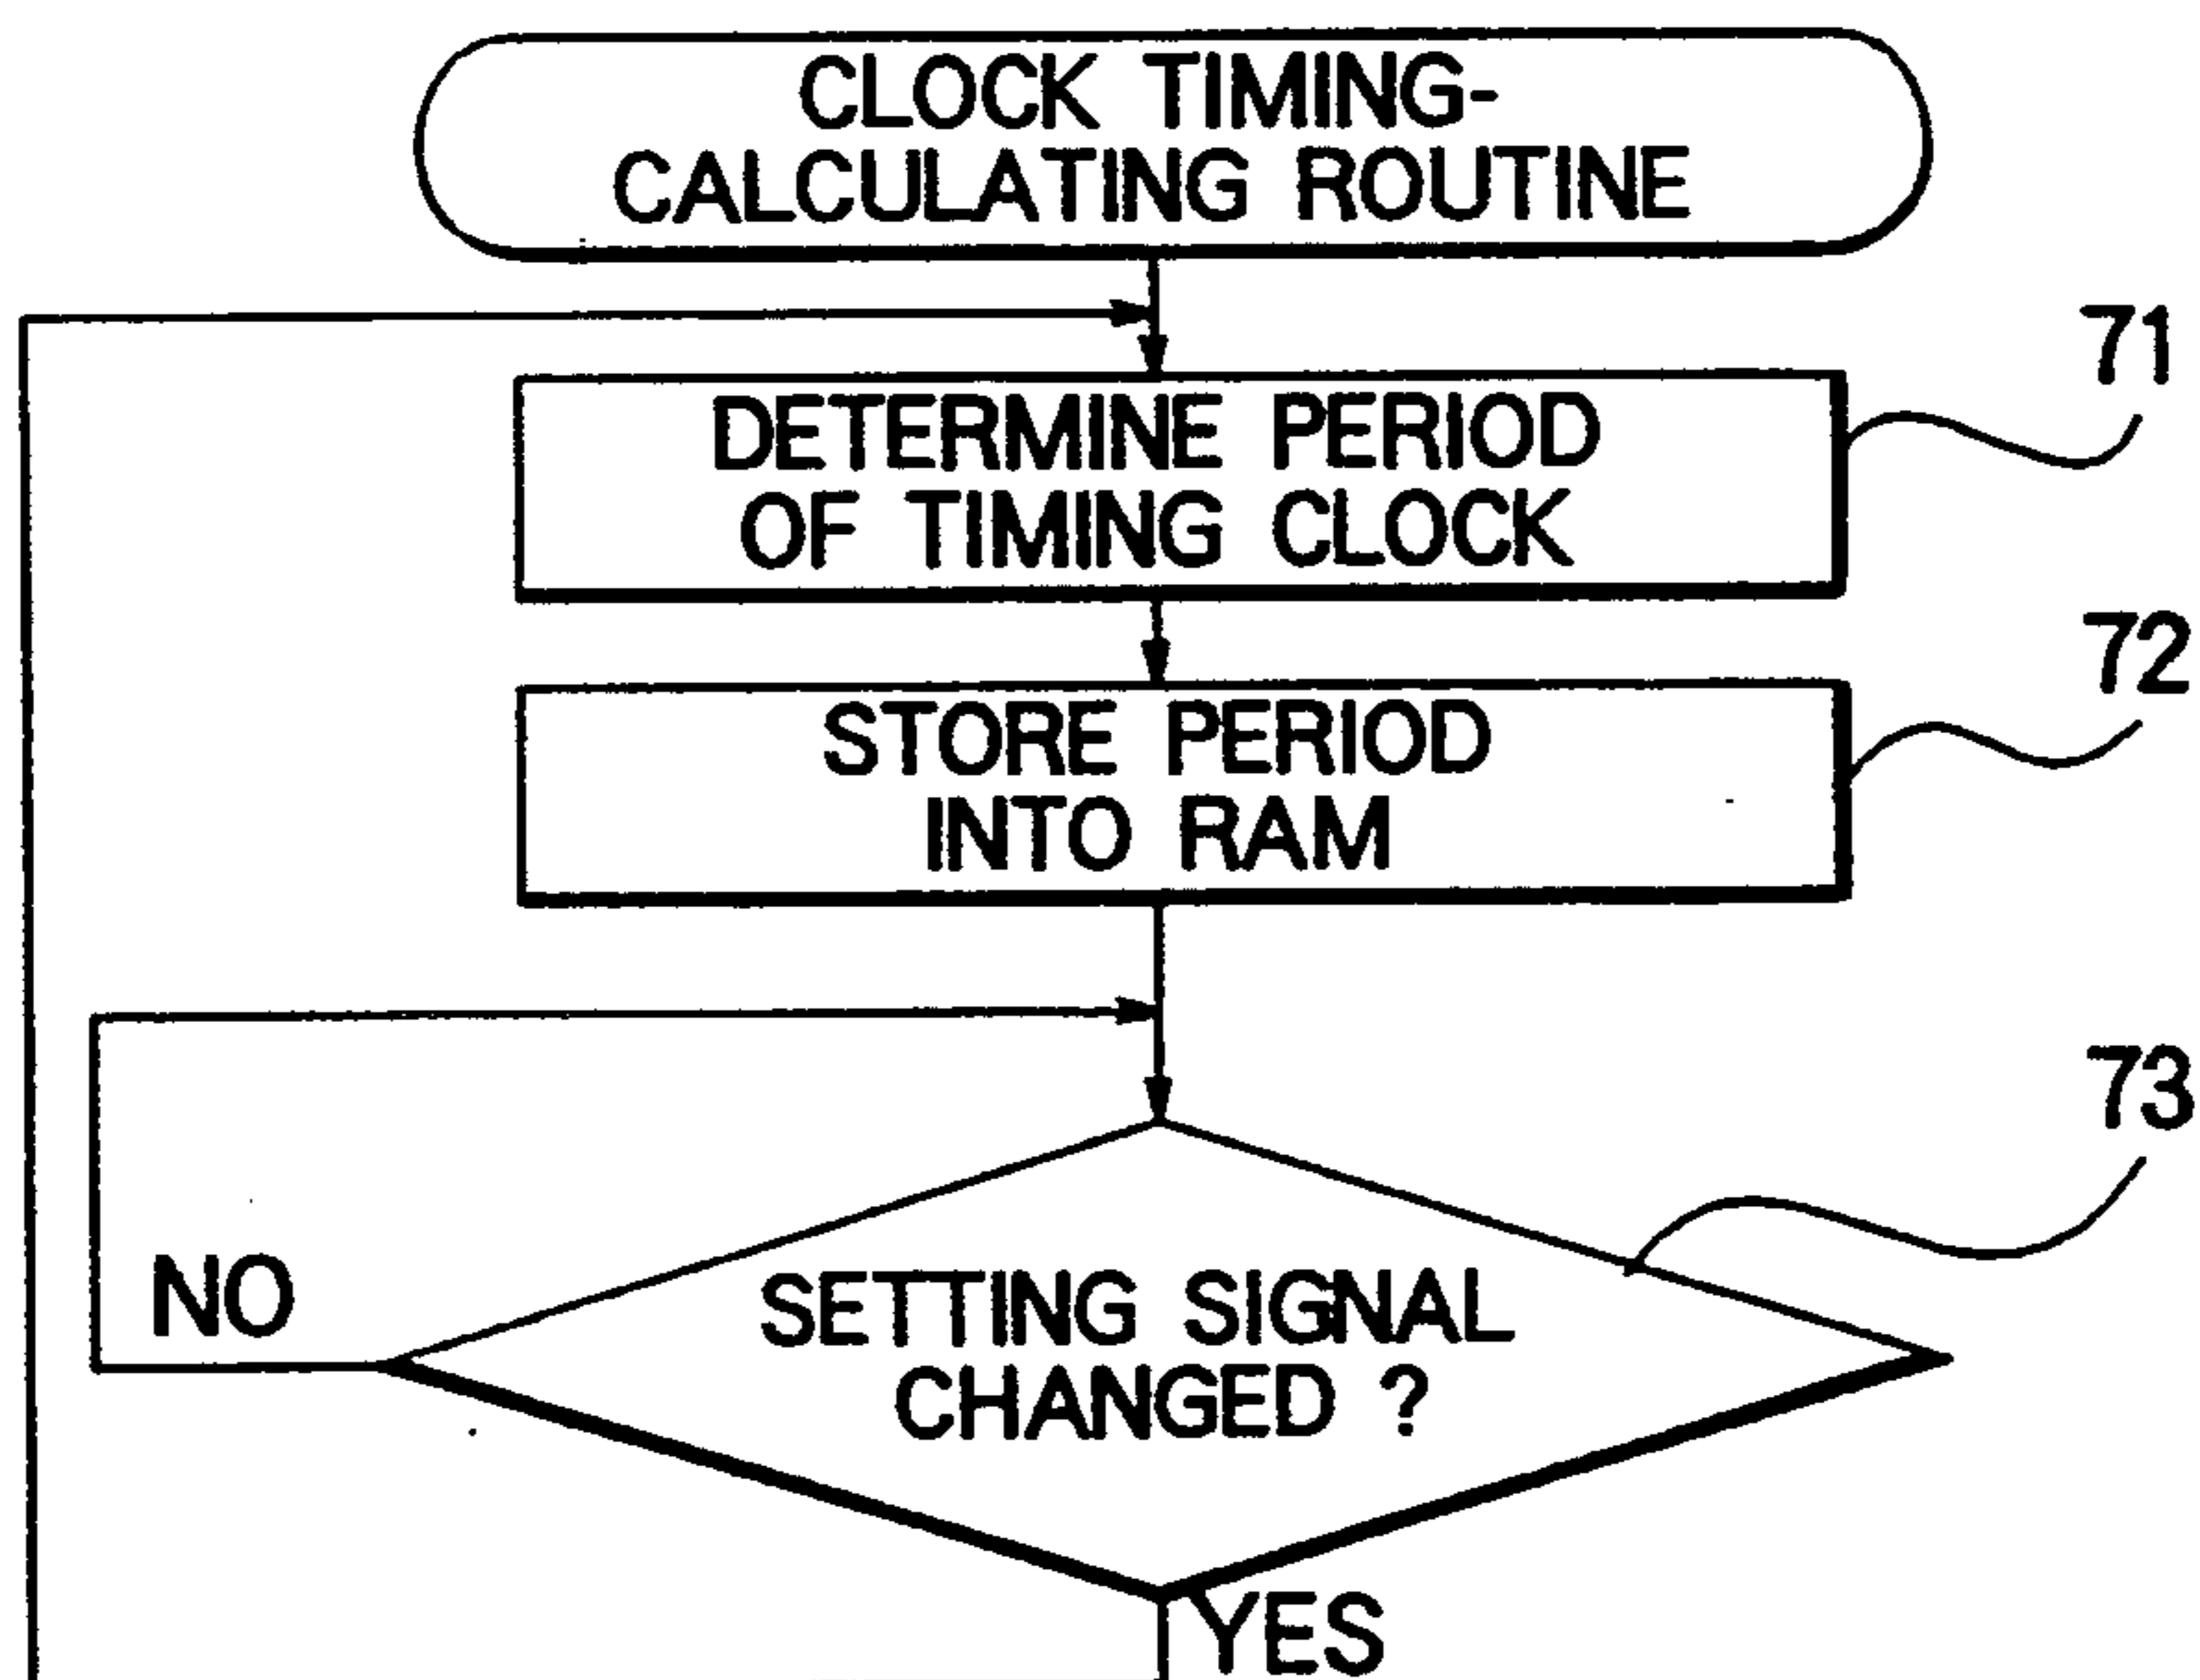 CLOCK TIMING-
CALCULATING ROUTINE
71
DETERMINE PERIOD
OF TIMING CLOCK
72
STORE PERIOD
INTO RAM
73
NO
SETTING SIGNAL
CHANGED ?
YES